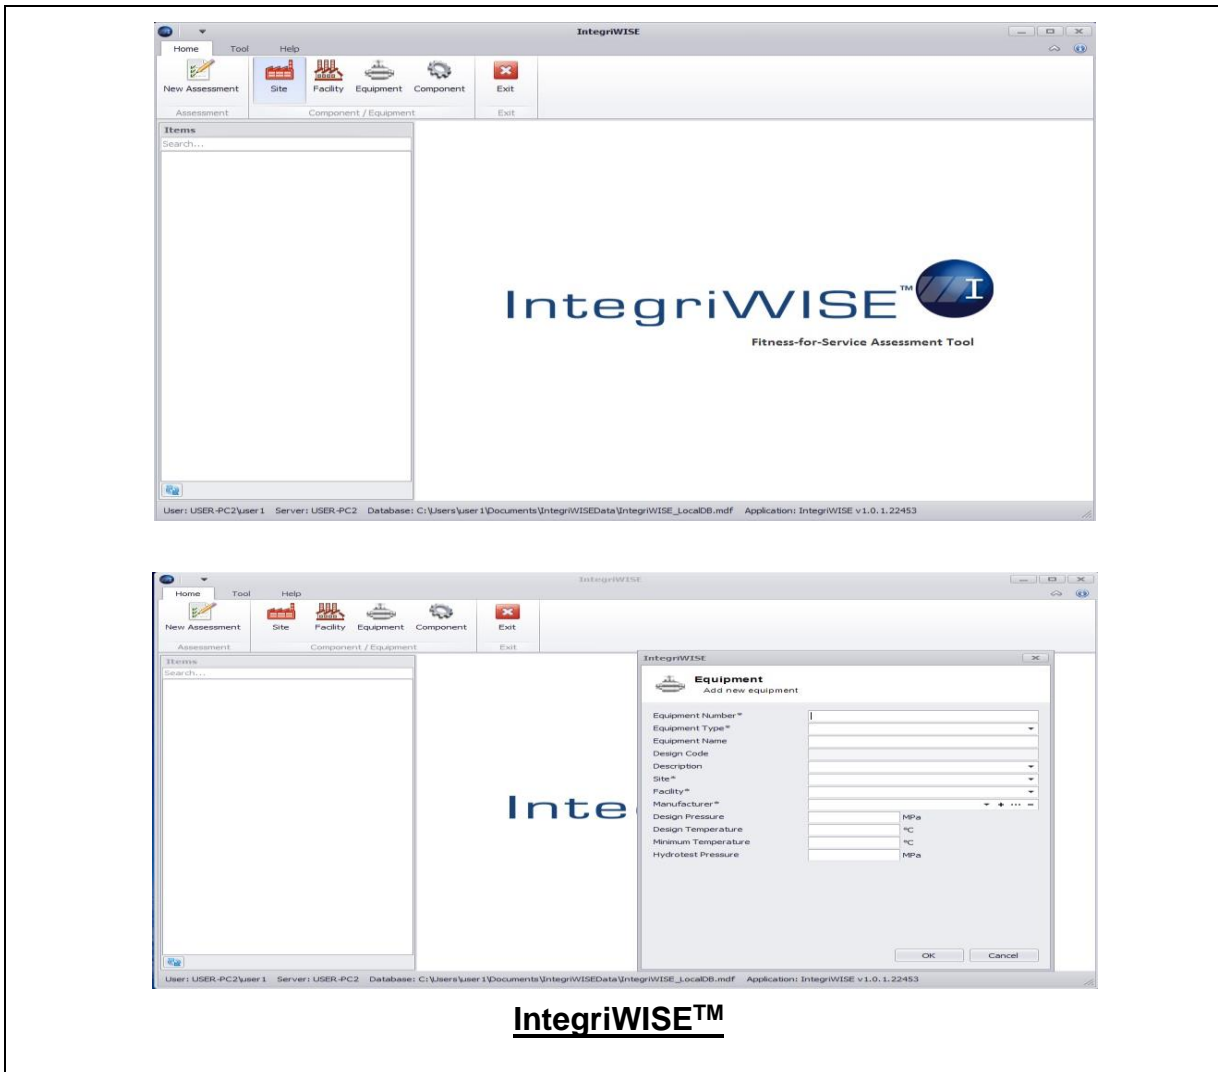 IntegriWISE
Home Tool Help
New Assessment Site Facility Equipment Component Exit
Assessment Component / Equipment Exit
Items
Search...
IntegriWISE™ I
Fitness-for-Service Assessment Tool
User: USER-PC2\user1 Server: USER-PC2 Database: C:\Users\user1\Documents\IntegriWISEData\IntegriWISE_LocalDB.mdf Application: IntegriWISE v1.0.1.22453
IntegriWISE
Home Tool Help
New Assessment Site Facility Equipment Component Exit
Assessment Component / Equipment Exit
Items
Search...
Inte
IntegriWISE
Equipment
Add new equipment
Equipment Number*
Equipment Type*
Equipment Name
Design Code
Description
Site*
Facility*
Manufacturer*
Design Pressure MPa
Design Temperature °C
Minimum Temperature °C
Hydrotest Pressure MPa
OK Cancel
User: USER-PC2\user1 Server: USER-PC2 Database: C:\Users\user1\Documents\IntegriWISEData\IntegriWISE_LocalDB.mdf Application: IntegriWISE v1.0.1.22453
IntegriWISE™